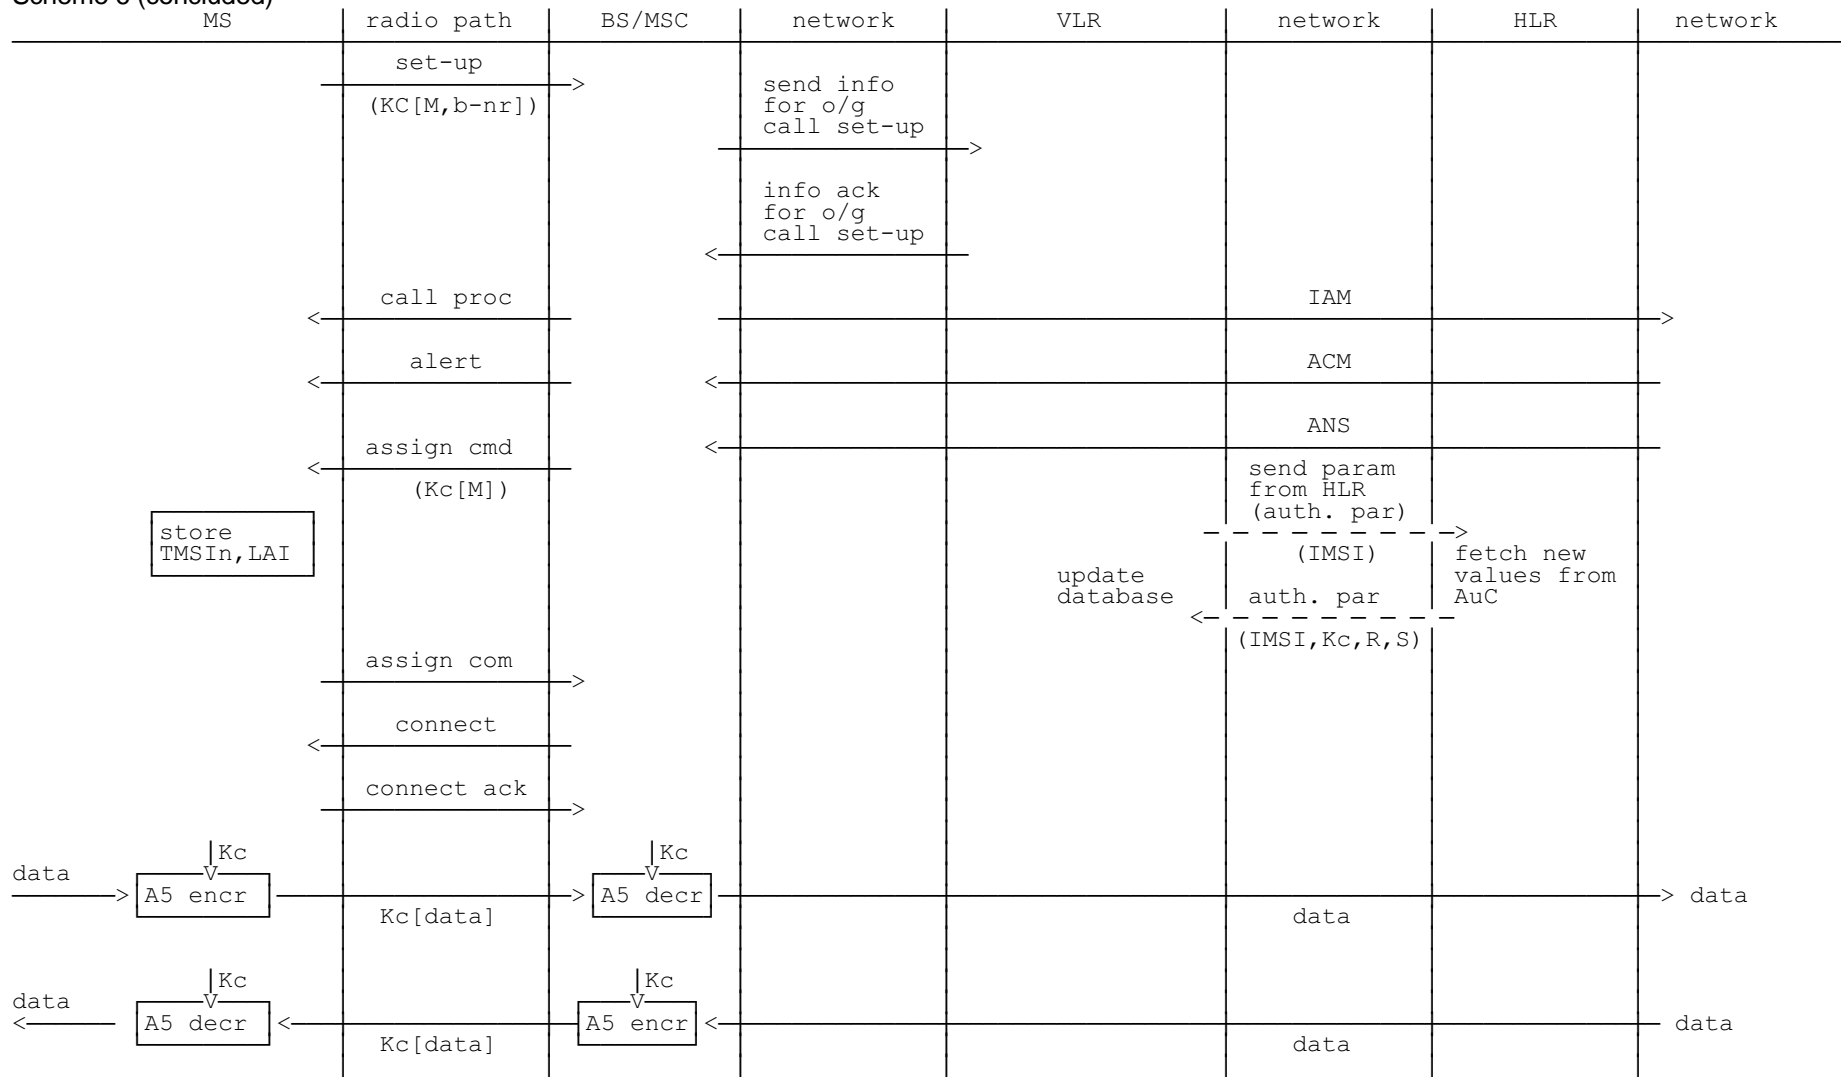 Scheme 3 (concluded)
MS radio path BS/MSC network VLR network HLR network
set-up
(KC[M,b-nr])
send info
for o/g
call set-up
info ack
for o/g
call set-up
call proc IAM
alert ACM
ANS
assign cmd
(Kc[M])
send param
from HLR
(auth. par)
store
TMSIn,LAI
(IMSI)
fetch new
values from
AuC
update
database
auth. par
(IMSI,Kc,R,S)
assign com
connect
connect ack
Kc Kc
data A5 encr A5 decr data
Kc[data] data
Kc Kc
data A5 decr A5 encr data
Kc[data] data